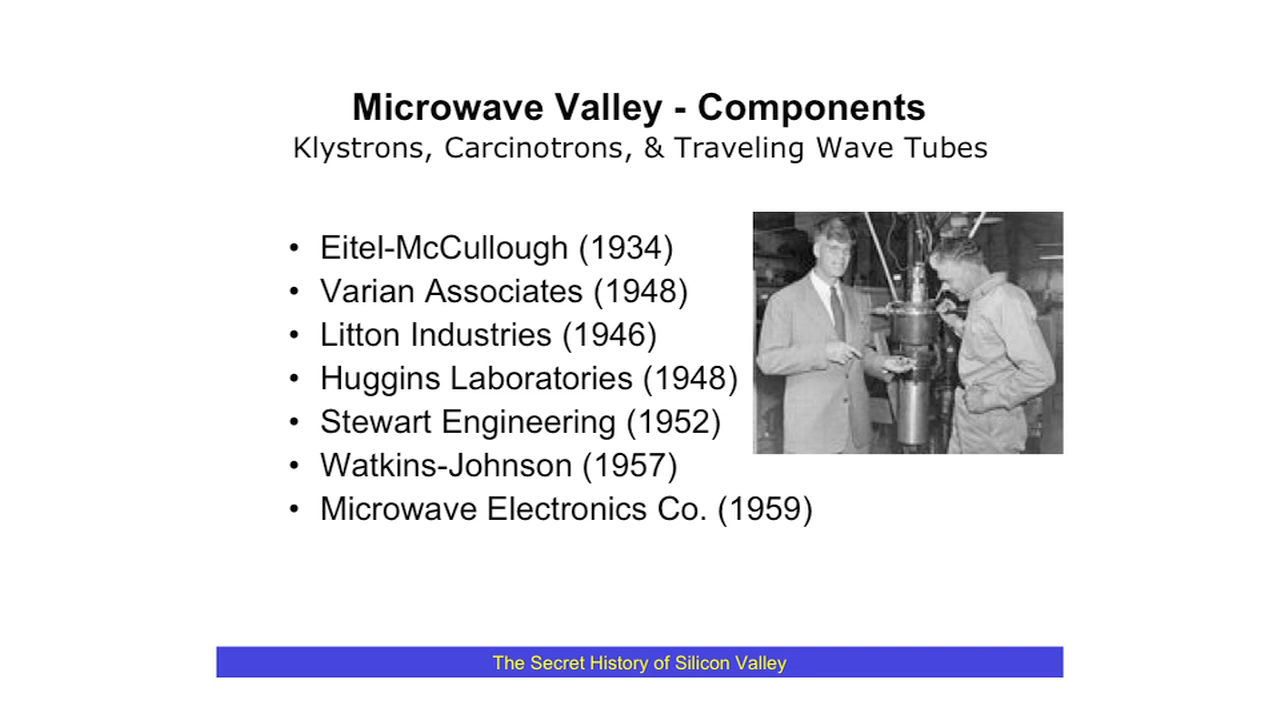 Microwave Valley - Components
Klystrons, Carcinotrons, & Traveling Wave Tubes
• Eitel-McCullough (1934)
• Varian Associates (1948)
• Litton Industries (1946)
• Huggins Laboratories (1948)
• Stewart Engineering (1952)
• Watkins-Johnson (1957)
• Microwave Electronics Co. (1959)
The Secret History of Silicon Valley